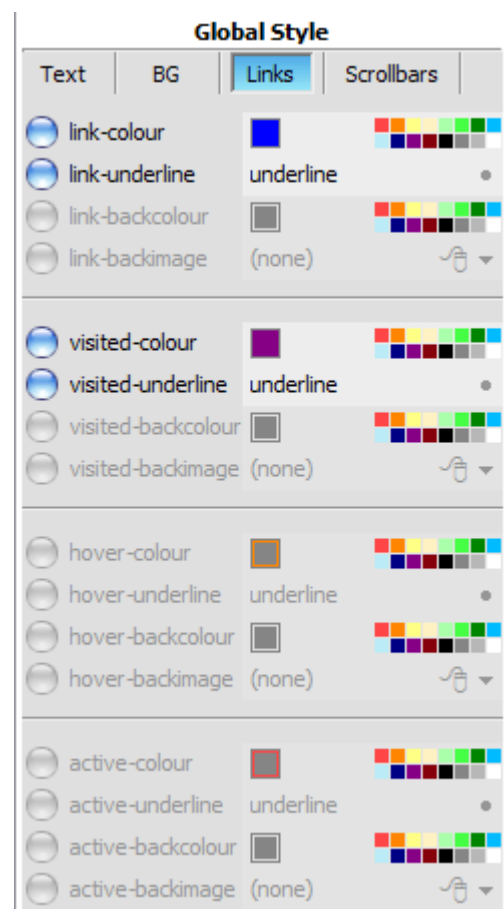 Global Style
Text BG Links Scrollbars
link-colour
link-underline underline
link-backcolour
link-backimage (none)
visited-colour
visited-underline underline
visited-backcolour
visited-backimage (none)
hover-colour
hover-underline underline
hover-backcolour
hover-backimage (none)
active-colour
active-underline underline
active-backcolour
active-backimage (none)